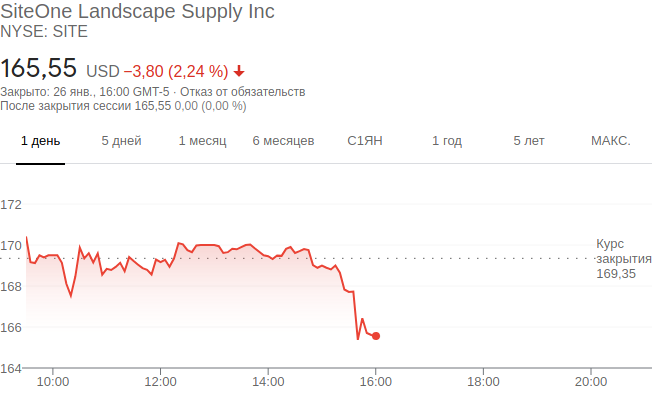 SiteOne Landscape Supply Inc
NYSE: SITE
165,55 USD −3,80 (2,24 %)
Закрыто: 26 янв., 16:00 GMT-5 · Отказ от обязательств
После закрытия сессии 165,55 0,00 (0,00 %)
1 день 5 дней 1 месяц 6 месяцев С1ЯН 1 год 5 лет МАКС.
172
170
Курс
закрытия
169,35
168
166
164
10:00 12:00 14:00 16:00 18:00 20:00